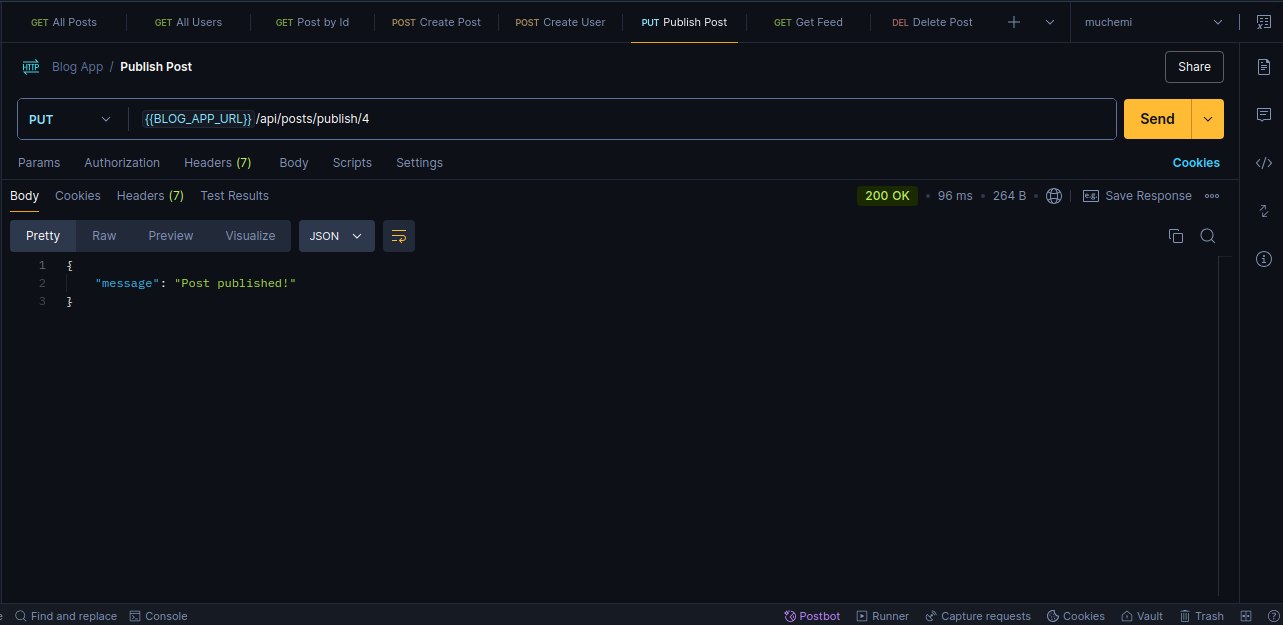 GET All Posts GET All Users GET Post by Id POST Create Post POST Create User PUT Publish Post GET Get Feed DEL Delete Post muchemi
HTTP Blog App / Publish Post Share
PUT {{BLOG_APP_URL}} /api/posts/publish/4 Send
Params Authorization Headers (7) Body Scripts Settings Cookies
Body Cookies Headers (7) Test Results 200 OK • 96 ms • 264 B • e.g. Save Response
Pretty Raw Preview Visualize JSON
1 {
2 "message": "Post published!"
3 }
Find and replace Console Postbot Runner Capture requests Cookies Vault Trash